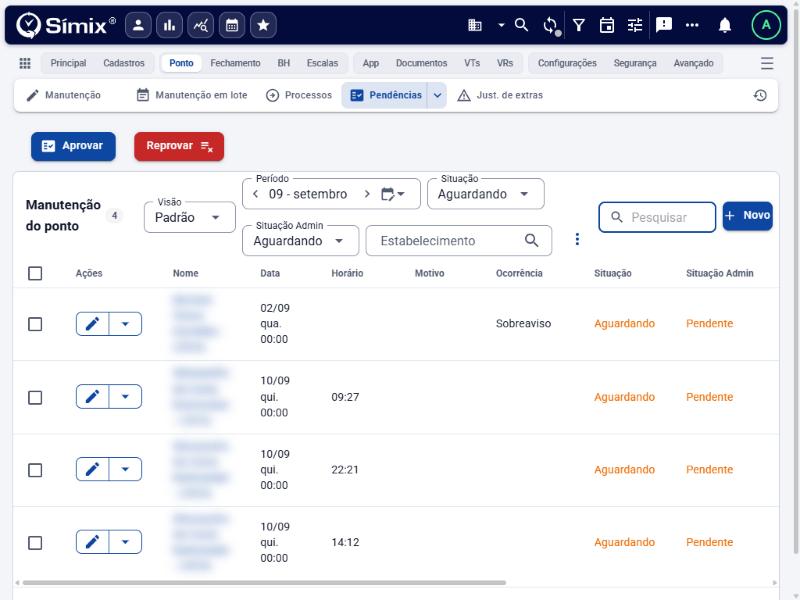 Símix®
A
Principal Cadastros Ponto Fechamento BH Escalas App Documentos VTs VRs Configurações Segurança Avançado
Manutenção Manutenção em lote Processos Pendências Just. de extras
Aprovar Reprovar
Manutenção do ponto 4
Visão
Padrão
Período
09 - setembro
Situação
Aguardando
Situação Admin
Aguardando
Estabelecimento
Pesquisar
+ Novo
Ações Nome Data Horário Motivo Ocorrência Situação Situação Admin
02/09
qua.
00:00
Sobreaviso Aguardando Pendente
10/09
qui.
00:00
09:27 Aguardando Pendente
10/09
qui.
00:00
22:21 Aguardando Pendente
10/09
qui.
00:00
14:12 Aguardando Pendente